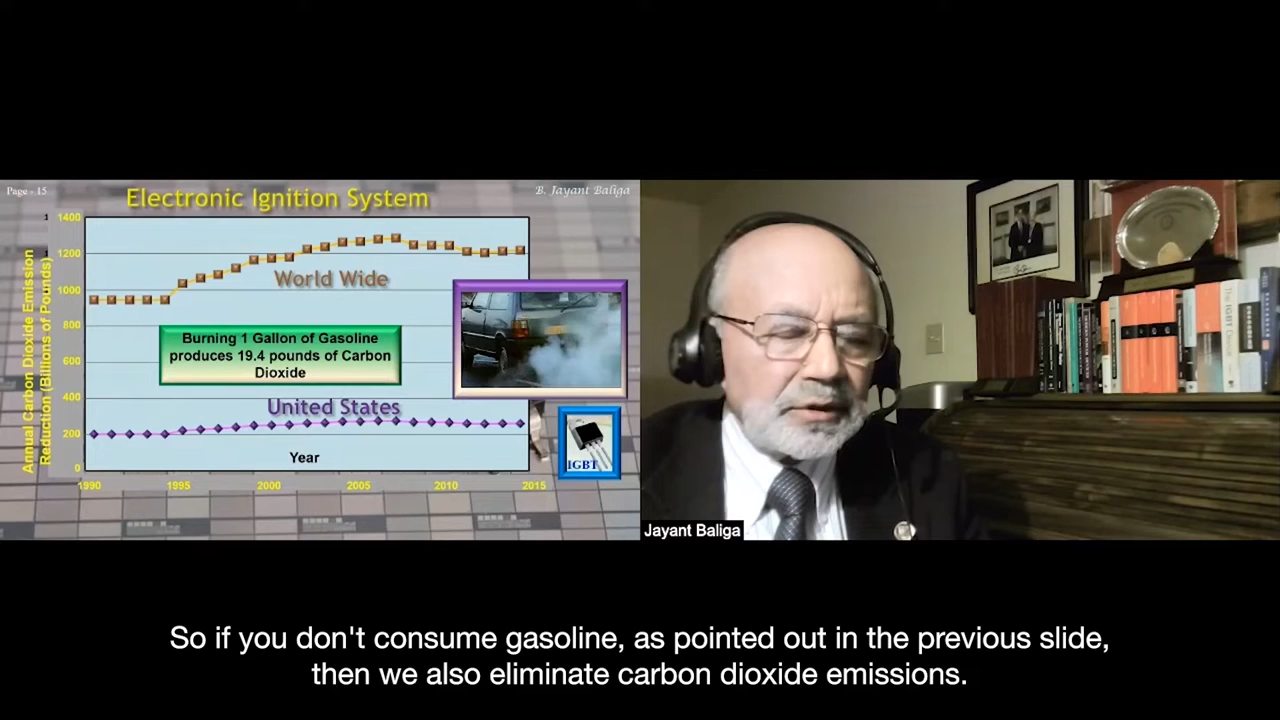 Page - 15
Electronic Ignition System
B. Jayant Baliga
Annual Carbon Dioxide Emission
Reduction (Billions of Pounds)
1400
1200
1000
800
600
400
200
0
World Wide
Burning 1 Gallon of Gasoline
produces 19.4 pounds of Carbon
Dioxide
United States
Year
1990
1995
2000
2005
2010
2015
IGBT
The IGBT
Jayant Baliga
So if you don't consume gasoline, as pointed out in the previous slide,
then we also eliminate carbon dioxide emissions.